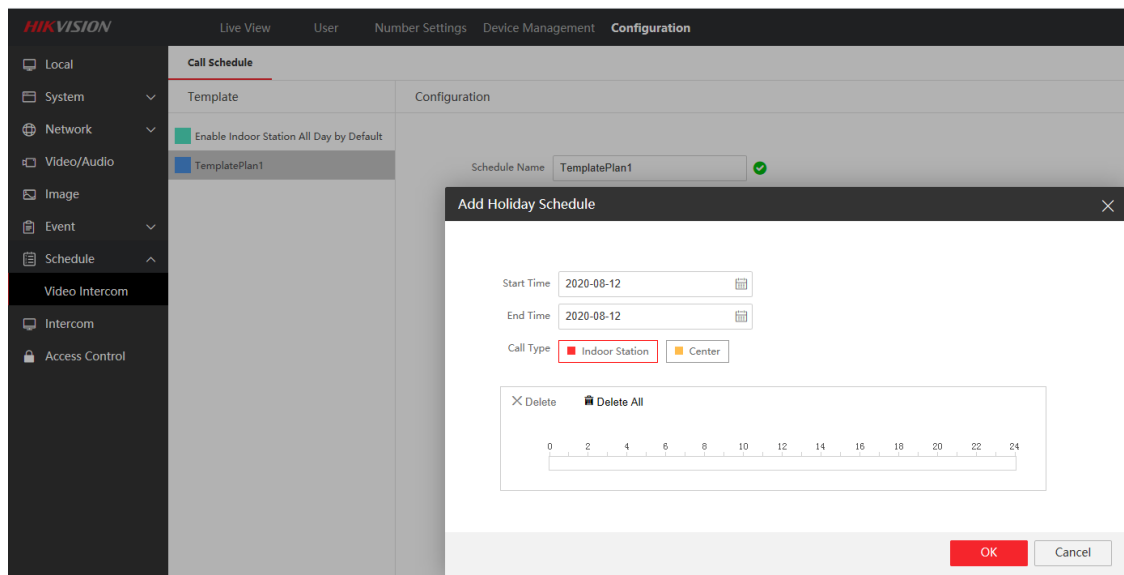 HIKVISION Live View User Number Settings Device Management Configuration
Local
System
Network
Video/Audio
Image
Event
Schedule
Video Intercom
Intercom
Access Control
Call Schedule
Template
Enable Indoor Station All Day by Default
TemplatePlan1
Configuration
Schedule Name TemplatePlan1
Add Holiday Schedule
Start Time 2020-08-12
End Time 2020-08-12
Call Type Indoor Station Center
Delete Delete All
0 2 4 6 8 10 12 14 16 18 20 22 24
OK Cancel